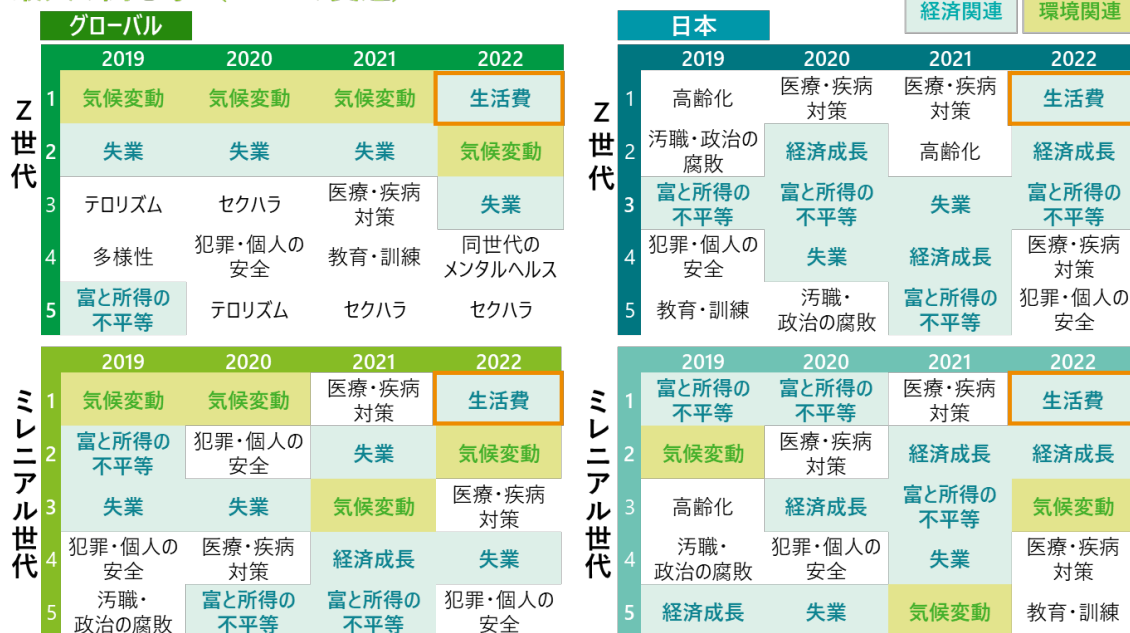 グローバル
日本
経済関連
環境関連
2019 2020 2021 2022
Z世代
1 気候変動 気候変動 気候変動 生活費
2 失業 失業 失業 気候変動
3 テロリズム セクハラ 医療・疾病対策 失業
4 多様性 犯罪・個人の安全 教育・訓練 同世代のメンタルヘルス
5 富と所得の不平等 テロリズム セクハラ セクハラ
2019 2020 2021 2022
Z世代
1 高齢化 医療・疾病対策 医療・疾病対策 生活費
2 汚職・政治の腐敗 経済成長 高齢化 経済成長
3 富と所得の不平等 富と所得の不平等 失業 富と所得の不平等
4 犯罪・個人の安全 失業 経済成長 医療・疾病対策
5 教育・訓練 汚職・政治の腐敗 富と所得の不平等 犯罪・個人の安全
2019 2020 2021 2022
ミレニアル世代
1 気候変動 気候変動 医療・疾病対策 生活費
2 富と所得の不平等 犯罪・個人の安全 失業 気候変動
3 失業 失業 気候変動 医療・疾病対策
4 犯罪・個人の安全 医療・疾病対策 経済成長 失業
5 汚職・政治の腐敗 富と所得の不平等 富と所得の不平等 犯罪・個人の安全
2019 2020 2021 2022
ミレニアル世代
1 富と所得の不平等 富と所得の不平等 医療・疾病対策 生活費
2 気候変動 医療・疾病対策 経済成長 経済成長
3 高齢化 経済成長 富と所得の不平等 気候変動
4 汚職・政治の腐敗 犯罪・個人の安全 失業 医療・疾病対策
5 経済成長 失業 気候変動 教育・訓練